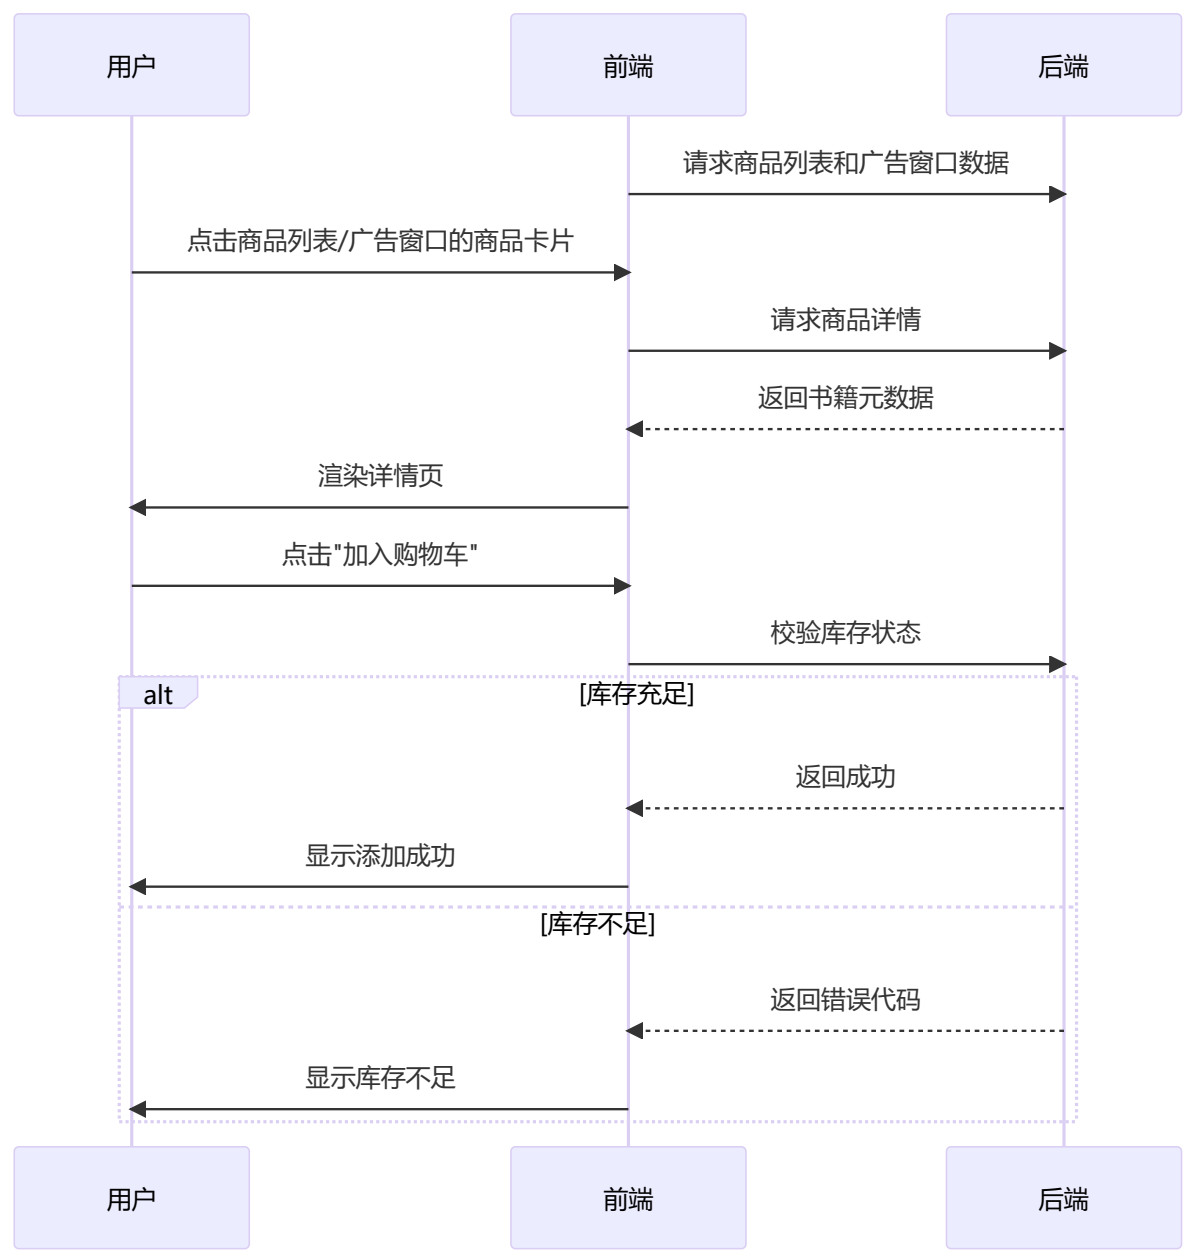 用户
前端
后端
请求商品列表和广告窗口数据
点击商品列表/广告窗口的商品卡片
请求商品详情
返回书籍元数据
渲染详情页
点击"加入购物车"
校验库存状态
alt
[库存充足]
返回成功
显示添加成功
[库存不足]
返回错误代码
显示库存不足
用户
前端
后端